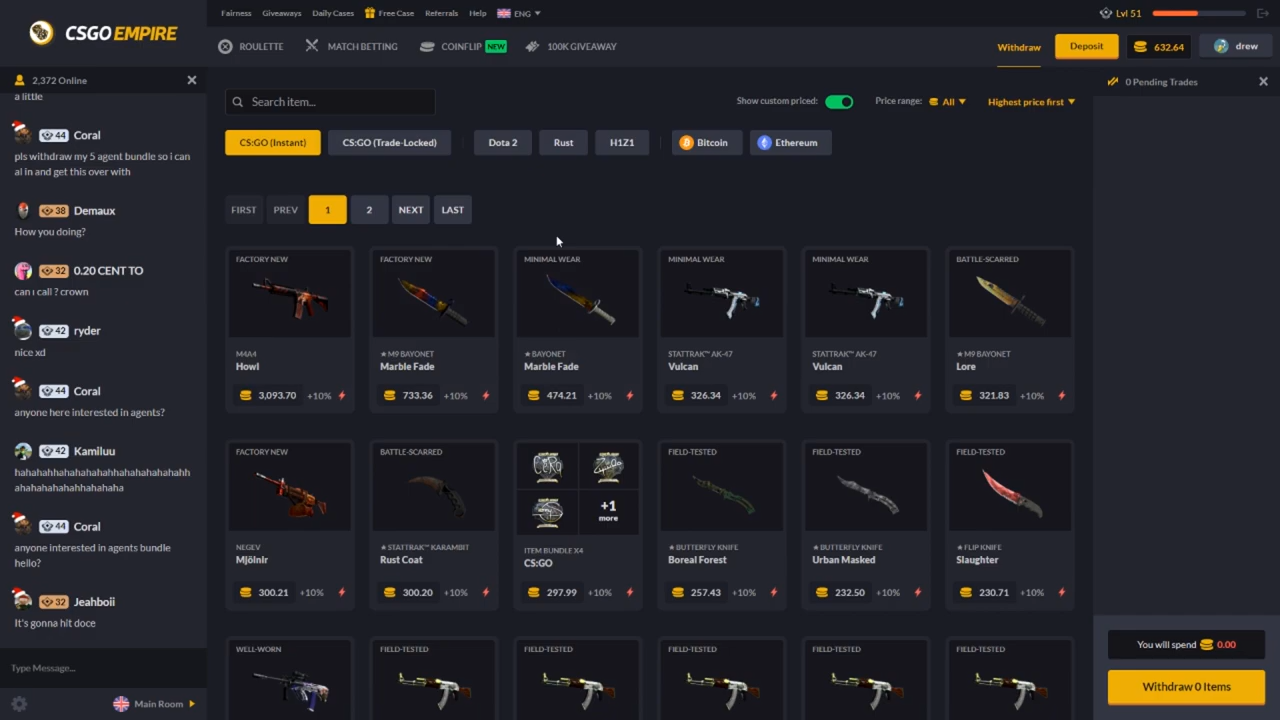 Fairness Giveaways Daily Cases Free Case Referrals Help ENG
Lvl 51
CSGOEMPIRE
ROULETTE MATCH BETTING COINFLIP NEW 100K GIVEAWAY
Withdraw Deposit 632.64 drew
2,372 Online
a little
44 Coral
pls withdraw my 5 agent bundle so i can
al in and get this over with
38 Demaux
How you doing?
32 0.20 CENT TO
can ı call ? crown
42 ryder
nice xd
44 Coral
anyone here interested in agents?
42 Kamiluu
hahahahhahahahahahhahahahahahahh
ahahahahahahhahahaha
44 Coral
anyone interested in agents bundle
hello?
32 Jeahboii
It's gonna hit doce
Type Message...
Main Room
Search item...
Show custom priced: Price range: All Highest price first
CS:GO (Instant) CS:GO (Trade-Locked) Dota 2 Rust H1Z1 Bitcoin Ethereum
FIRST PREV 1 2 NEXT LAST
FACTORY NEW
M4A4
Howl
3,093.70 +10%
FACTORY NEW
★ M9 BAYONET
Marble Fade
733.36 +10%
MINIMAL WEAR
★ BAYONET
Marble Fade
474.21 +10%
MINIMAL WEAR
STATTRAK™ AK-47
Vulcan
326.34 +10%
MINIMAL WEAR
STATTRAK™ AK-47
Vulcan
326.34 +10%
BATTLE-SCARRED
★ M9 BAYONET
Lore
321.83 +10%
FACTORY NEW
NEGEV
Mjölnir
300.21 +10%
BATTLE-SCARRED
★ STATTRAK™ KARAMBIT
Rust Coat
300.20 +10%
+1
more
ITEM BUNDLE X4
CS:GO
297.99 +10%
FIELD-TESTED
★ BUTTERFLY KNIFE
Boreal Forest
257.43 +10%
FIELD-TESTED
★ BUTTERFLY KNIFE
Urban Masked
232.50 +10%
FIELD-TESTED
★ FLIP KNIFE
Slaughter
230.71 +10%
WELL-WORN
FIELD-TESTED
FIELD-TESTED
FIELD-TESTED
FIELD-TESTED
FIELD-TESTED
0 Pending Trades
You will spend 0.00
Withdraw 0 Items